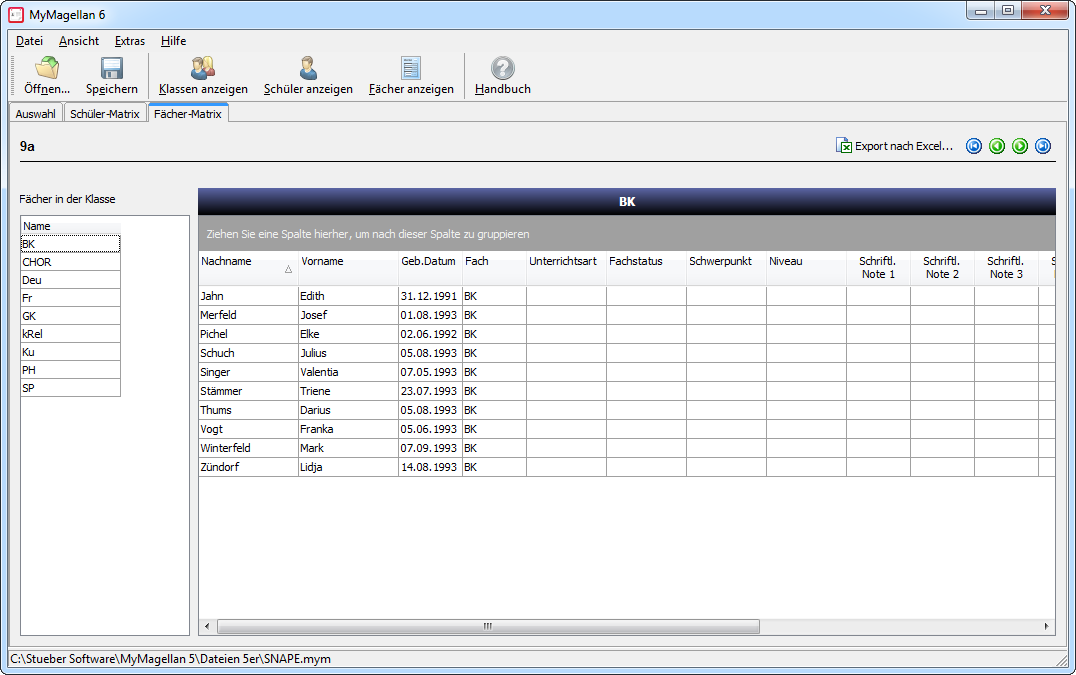 MyMagellan 6
Datei Ansicht Extras Hilfe
Öffnen... Speichern Klassen anzeigen Schüler anzeigen Fächer anzeigen Handbuch
Auswahl Schüler-Matrix Fächer-Matrix
9a Export nach Excel...
Fächer in der Klasse
Name
BK
CHOR
Deu
Fr
GK
kRel
Ku
PH
SP
BK
Ziehen Sie eine Spalte hierher, um nach dieser Spalte zu gruppieren
Nachname Vorname Geb.Datum Fach Unterrichtsart Fachstatus Schwerpunkt Niveau Schriftl. Note 1 Schriftl. Note 2 Schriftl. Note 3
Jahn Edith 31.12.1991 BK
Merfeld Josef 01.08.1993 BK
Pichel Elke 02.06.1992 BK
Schuch Julius 05.08.1993 BK
Singer Valentia 07.05.1993 BK
Stämmer Triene 23.07.1993 BK
Thums Darius 05.08.1993 BK
Vogt Franka 05.06.1993 BK
Winterfeld Mark 07.09.1993 BK
Zündorf Lidja 14.08.1993 BK
C:\Stueber Software\MyMagellan 5\Dateien 5er\SNAPE.mym